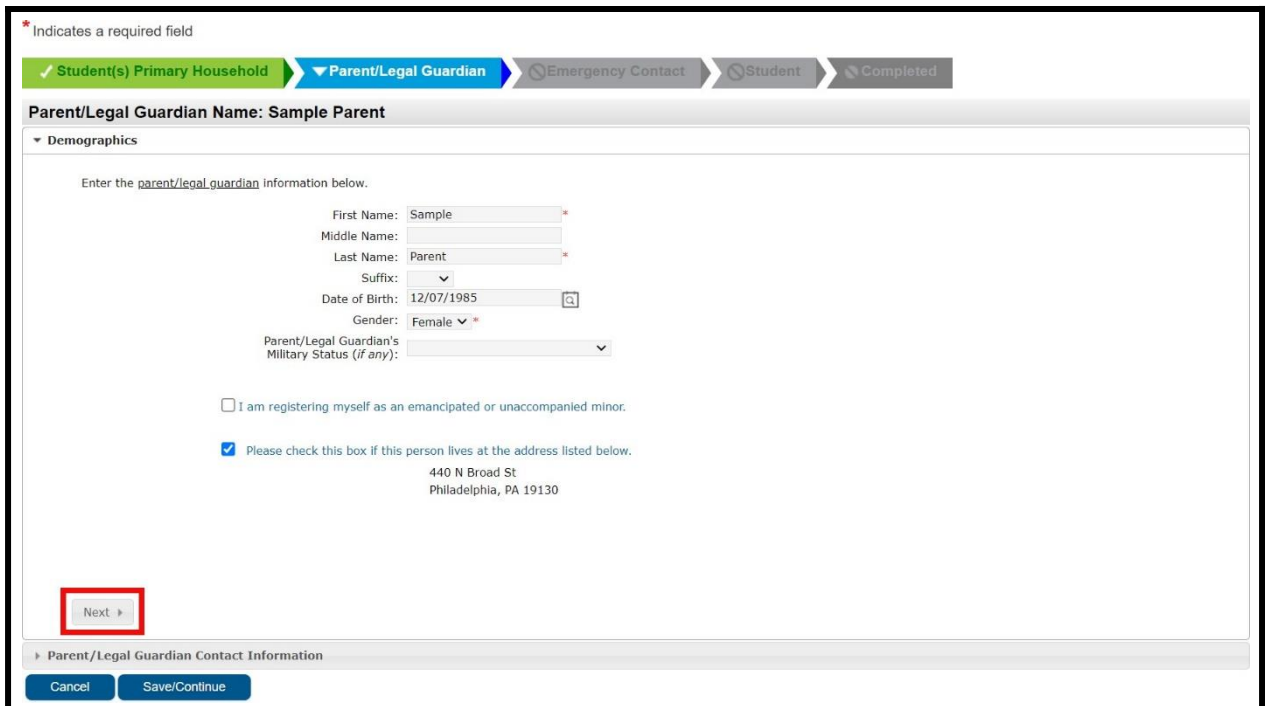 * Indicates a required field
Student(s) Primary Household Parent/Legal Guardian Emergency Contact Student Completed
Parent/Legal Guardian Name: Sample Parent
Demographics
Enter the parent/legal guardian information below.
First Name: Sample *
Middle Name:
Last Name: Parent *
Suffix:
Date of Birth: 12/07/1985
Gender: Female *
Parent/Legal Guardian's
Military Status (if any):
I am registering myself as an emancipated or unaccompanied minor.
Please check this box if this person lives at the address listed below.
440 N Broad St
Philadelphia, PA 19130
Next
Parent/Legal Guardian Contact Information
Cancel Save/Continue